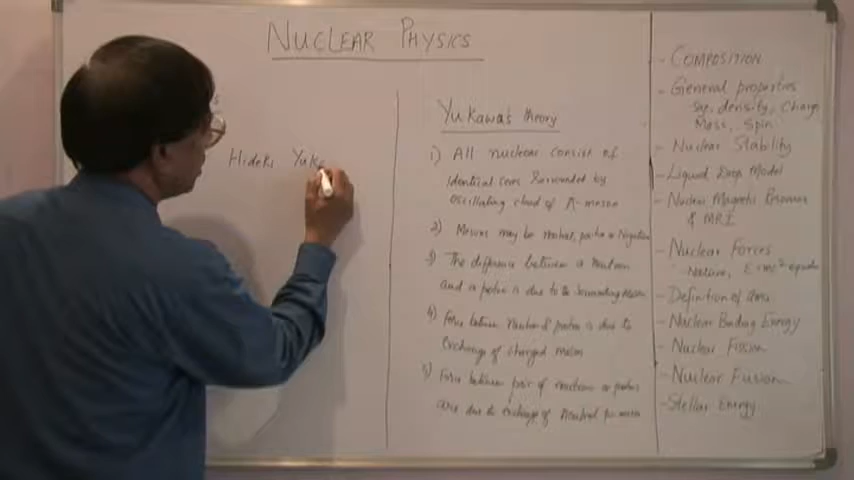 NUCLEAR PHYSICS
Hideki Yuka
Yukawa's theory
1) All nuclear consist of
identical cores surrounded by
oscillating cloud of π-meson
2) Mesons may be neutral, positive or Negative
3) The difference between a neutron
and a proton is due to the surrounding Meson
4) Force between neutron & proton is due to
exchange of charged meson
5) Force between pair of neutrons or protons
are due to exchange of Neutral π-meson
- COMPOSITION
- General properties
Size, density, Charge
Mass, Spin
- Nuclear Stability
- Liquid Drop Model
- Nuclear Magnetic Resonance
& MRI
- Nuclear Forces
Nature, E=mc² equation
- Definition of amu
- Nuclear Binding Energy
- Nuclear Fission
- Nuclear Fusion
- Stellar Energy